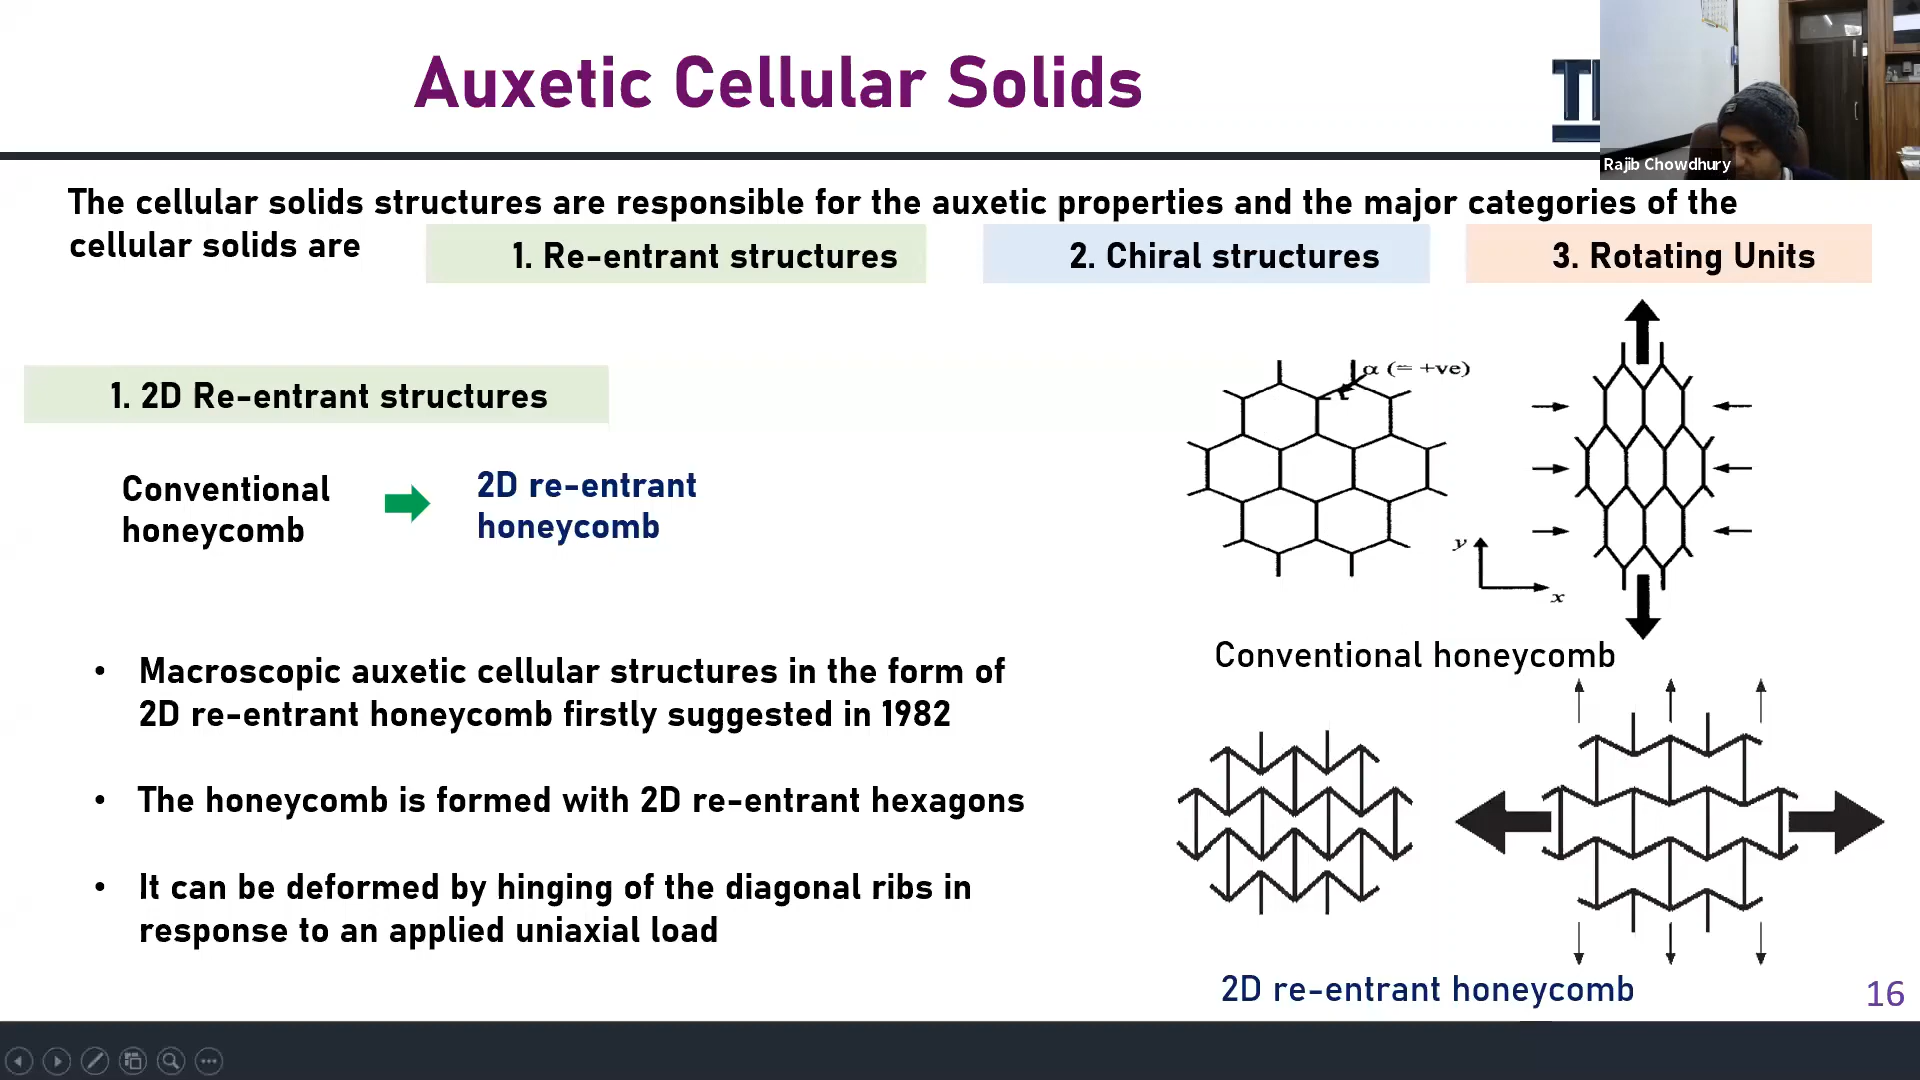 Auxetic Cellular Solids
Rajib Chowdhury
The cellular solids structures are responsible for the auxetic properties and the major categories of the
cellular solids are
1. Re-entrant structures
2. Chiral structures
3. Rotating Units
1. 2D Re-entrant structures
Conventional
honeycomb
2D re-entrant
honeycomb
α (= +ve)
y
x
Conventional honeycomb
• Macroscopic auxetic cellular structures in the form of
2D re-entrant honeycomb firstly suggested in 1982
• The honeycomb is formed with 2D re-entrant hexagons
• It can be deformed by hinging of the diagonal ribs in
response to an applied uniaxial load
2D re-entrant honeycomb
16